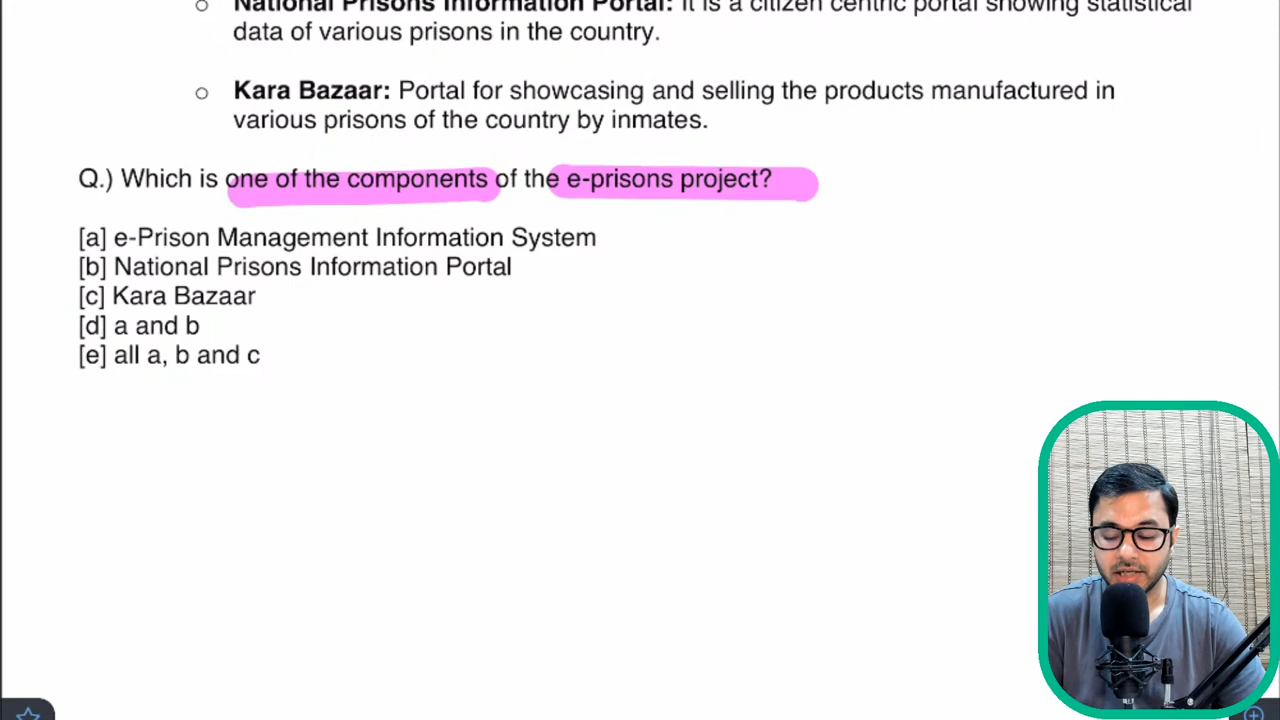 National Prisons Information Portal: It is a citizen centric portal showing statistical
data of various prisons in the country.
○ Kara Bazaar: Portal for showcasing and selling the products manufactured in
various prisons of the country by inmates.
Q.) Which is one of the components of the e-prisons project?
[a] e-Prison Management Information System
[b] National Prisons Information Portal
[c] Kara Bazaar
[d] a and b
[e] all a, b and c